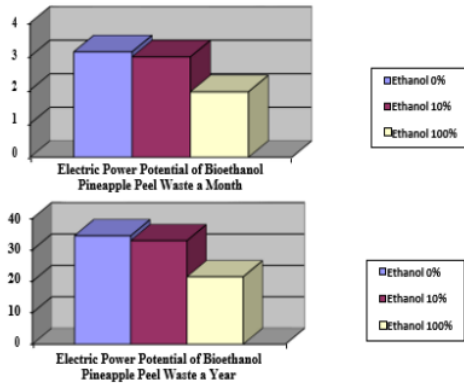 4
3
2
1
0
Electric Power Potential of Bioethanol
Pineapple Peel Waste a Month
Ethanol 0%
Ethanol 10%
Ethanol 100%
40
30
20
10
0
Electric Power Potential of Bioethanol
Pineapple Peel Waste a Year
Ethanol 0%
Ethanol 10%
Ethanol 100%